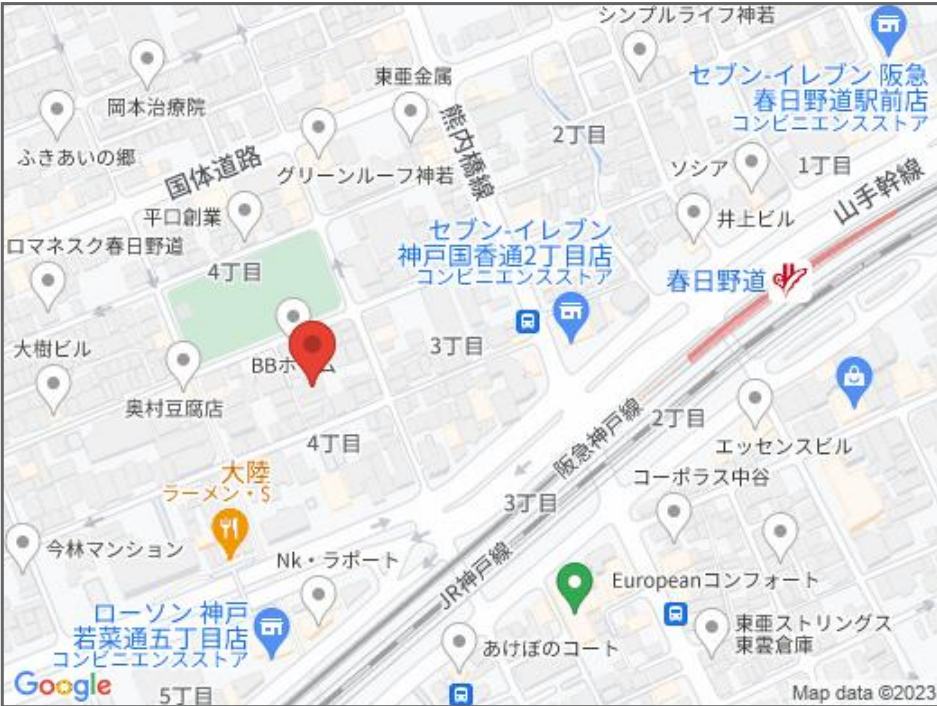 シンプルライフ神若
東亜金属
セブン-イレブン 阪急
春日野道駅前店
コンビニエンスストア
岡本治療院
熊内橋線
2丁目
ふきあいの郷
国体道路
グリーンルーフ神若
ソシア
1丁目
山手幹線
平口創業
井上ビル
ロマネスク春日野道
セブン-イレブン
神戸国香通2丁目店
コンビニエンスストア
4丁目
春日野道
大樹ビル
BBホーム
3丁目
奥村豆腐店
2丁目
4丁目
阪急神戸線
エッセンスビル
大陸
ラーメン・$
コーポラス中谷
3丁目
今林マンション
Nk・ラポート
JR神戸線
Europeanコンフォート
ローソン 神戸
若菜通五丁目店
コンビニエンスストア
東亜ストリングス
東雲倉庫
あけぼのコート
Google
5丁目
Map data ©2023